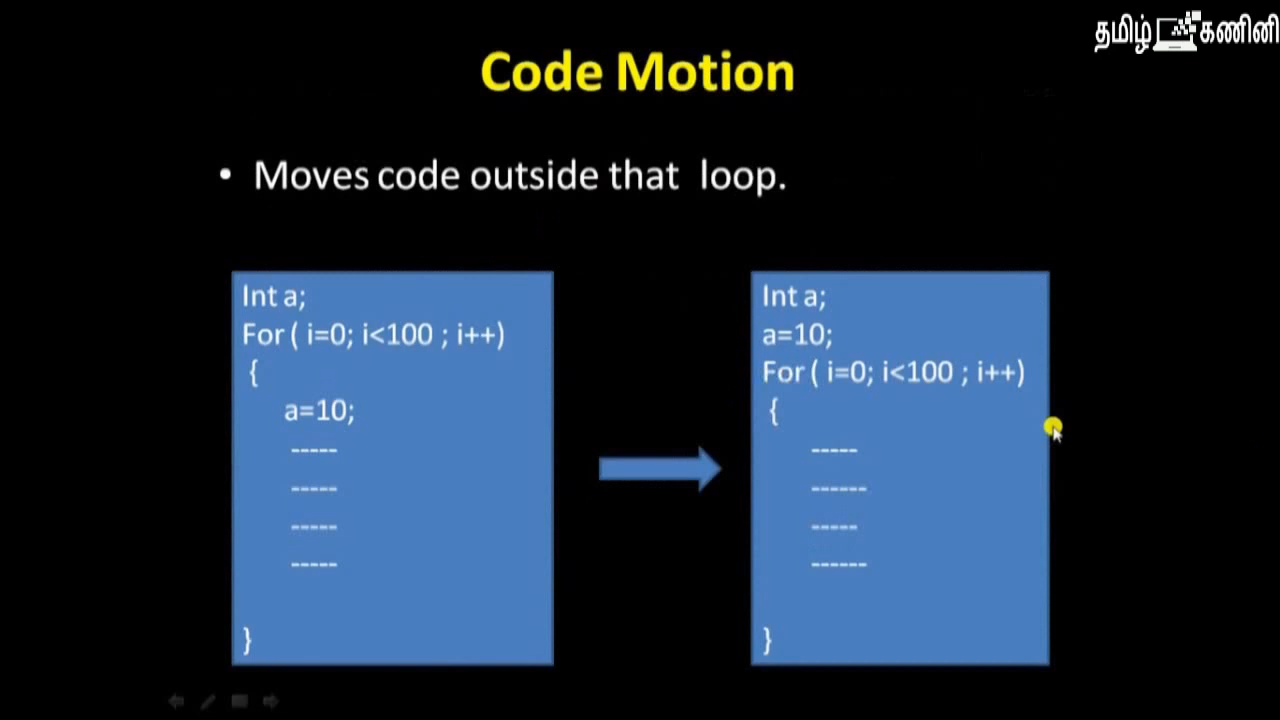 தமிழ் கணினி
Code Motion
• Moves code outside that loop.
Int a;
For ( i=0; i<100 ; i++)
{
a=10;
-----
-----
-----
-----
}
Int a;
a=10;
For ( i=0; i<100 ; i++)
{
-----
------
-----
------
}